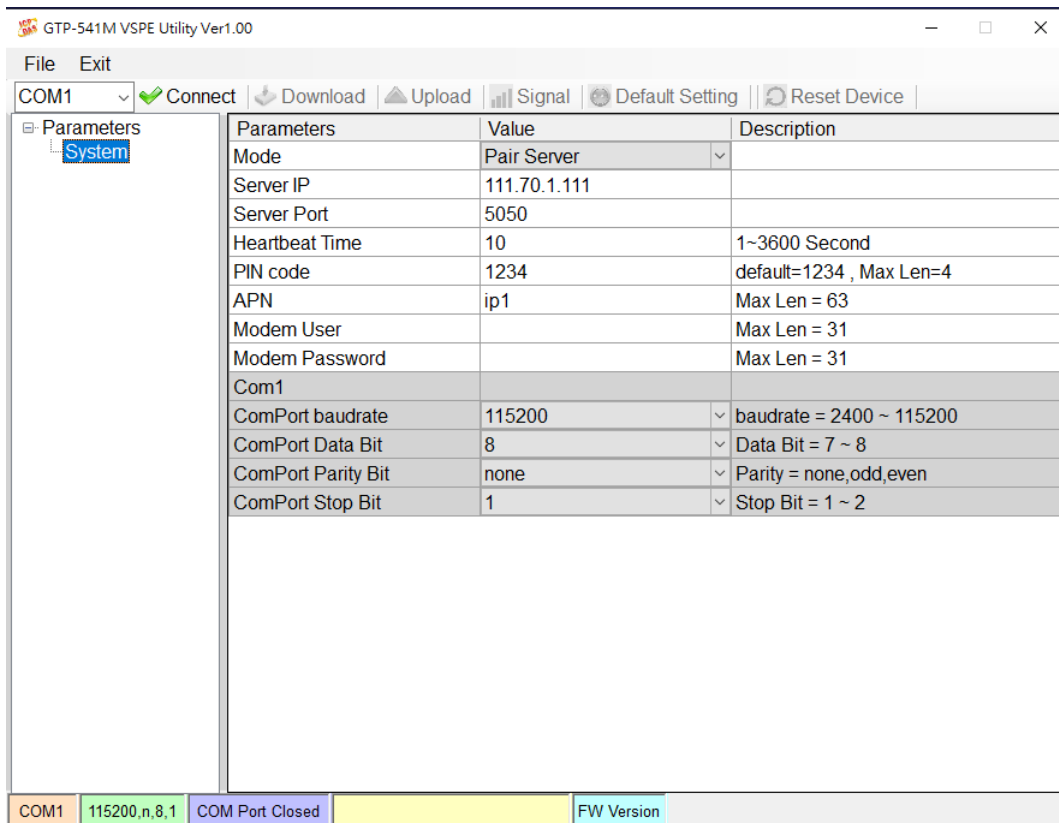 GTP-541M VSPE Utility Ver1.00
File Exit
COM1 Connect Download Upload Signal Default Setting Reset Device
Parameters
System
Parameters Value Description
Mode Pair Server
Server IP 111.70.1.111
Server Port 5050
Heartbeat Time 10 1~3600 Second
PIN code 1234 default=1234 , Max Len=4
APN ip1 Max Len = 63
Modem User Max Len = 31
Modem Password Max Len = 31
Com1
ComPort baudrate 115200 baudrate = 2400 ~ 115200
ComPort Data Bit 8 Data Bit = 7 ~ 8
ComPort Parity Bit none Parity = none,odd,even
ComPort Stop Bit 1 Stop Bit = 1 ~ 2
COM1 115200,n,8,1 COM Port Closed FW Version